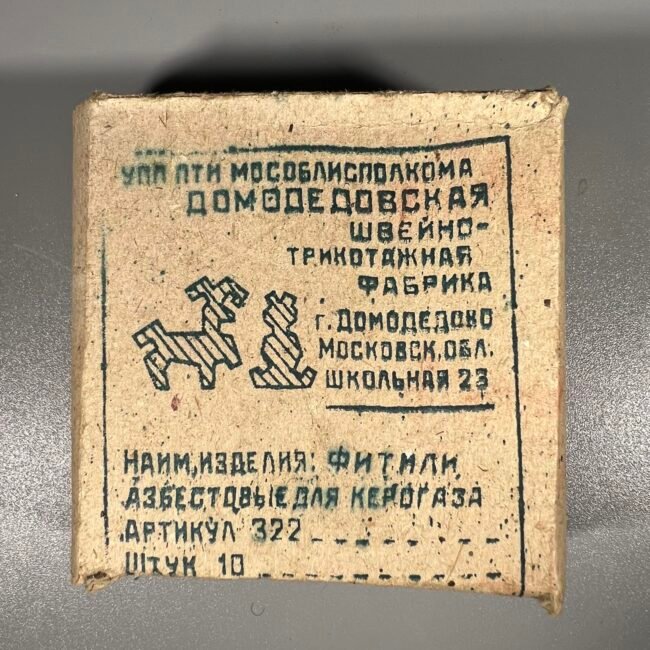 УПП ПТИ МОСОБЛИСПОЛКОМА
ДОМОДЕДОВСКАЯ
ШВЕЙНО-
ТРИКОТАЖНАЯ
ФАБРИКА
Г. ДОМОДЕДОВО
МОСКОВСК, ОБЛ.
ШКОЛЬНАЯ 23
НАИМ, ИЗДЕЛИЯ: ФИТИЛИ
АЗБЕСТОВЫЕ ДЛЯ КЕРОГАЗА
АРТИКУЛ 322
ШТУК 10